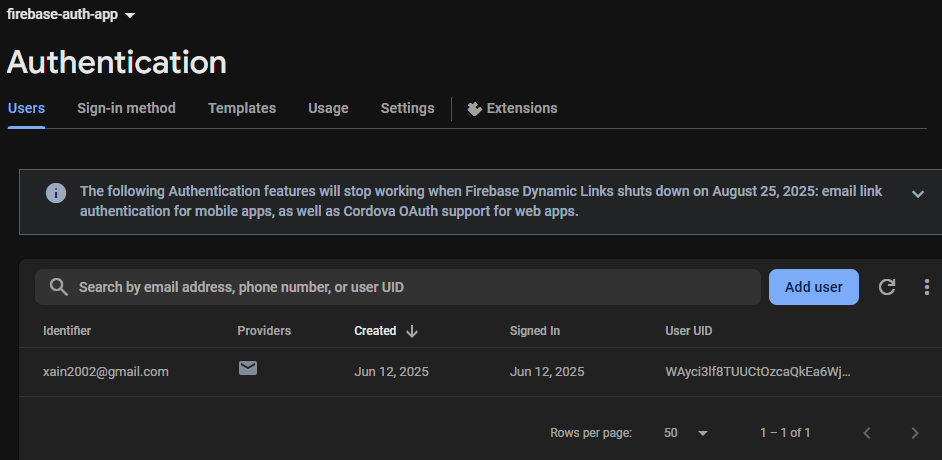 firebase-auth-app
Authentication
Users Sign-in method Templates Usage Settings Extensions
The following Authentication features will stop working when Firebase Dynamic Links shuts down on August 25, 2025: email link
authentication for mobile apps, as well as Cordova OAuth support for web apps.
Search by email address, phone number, or user UID Add user
Identifier Providers Created Signed In User UID
xain2002@gmail.com Jun 12, 2025 Jun 12, 2025 WAyci3lf8TUUCtOzcaQkEa6Wj...
Rows per page: 50 1 – 1 of 1